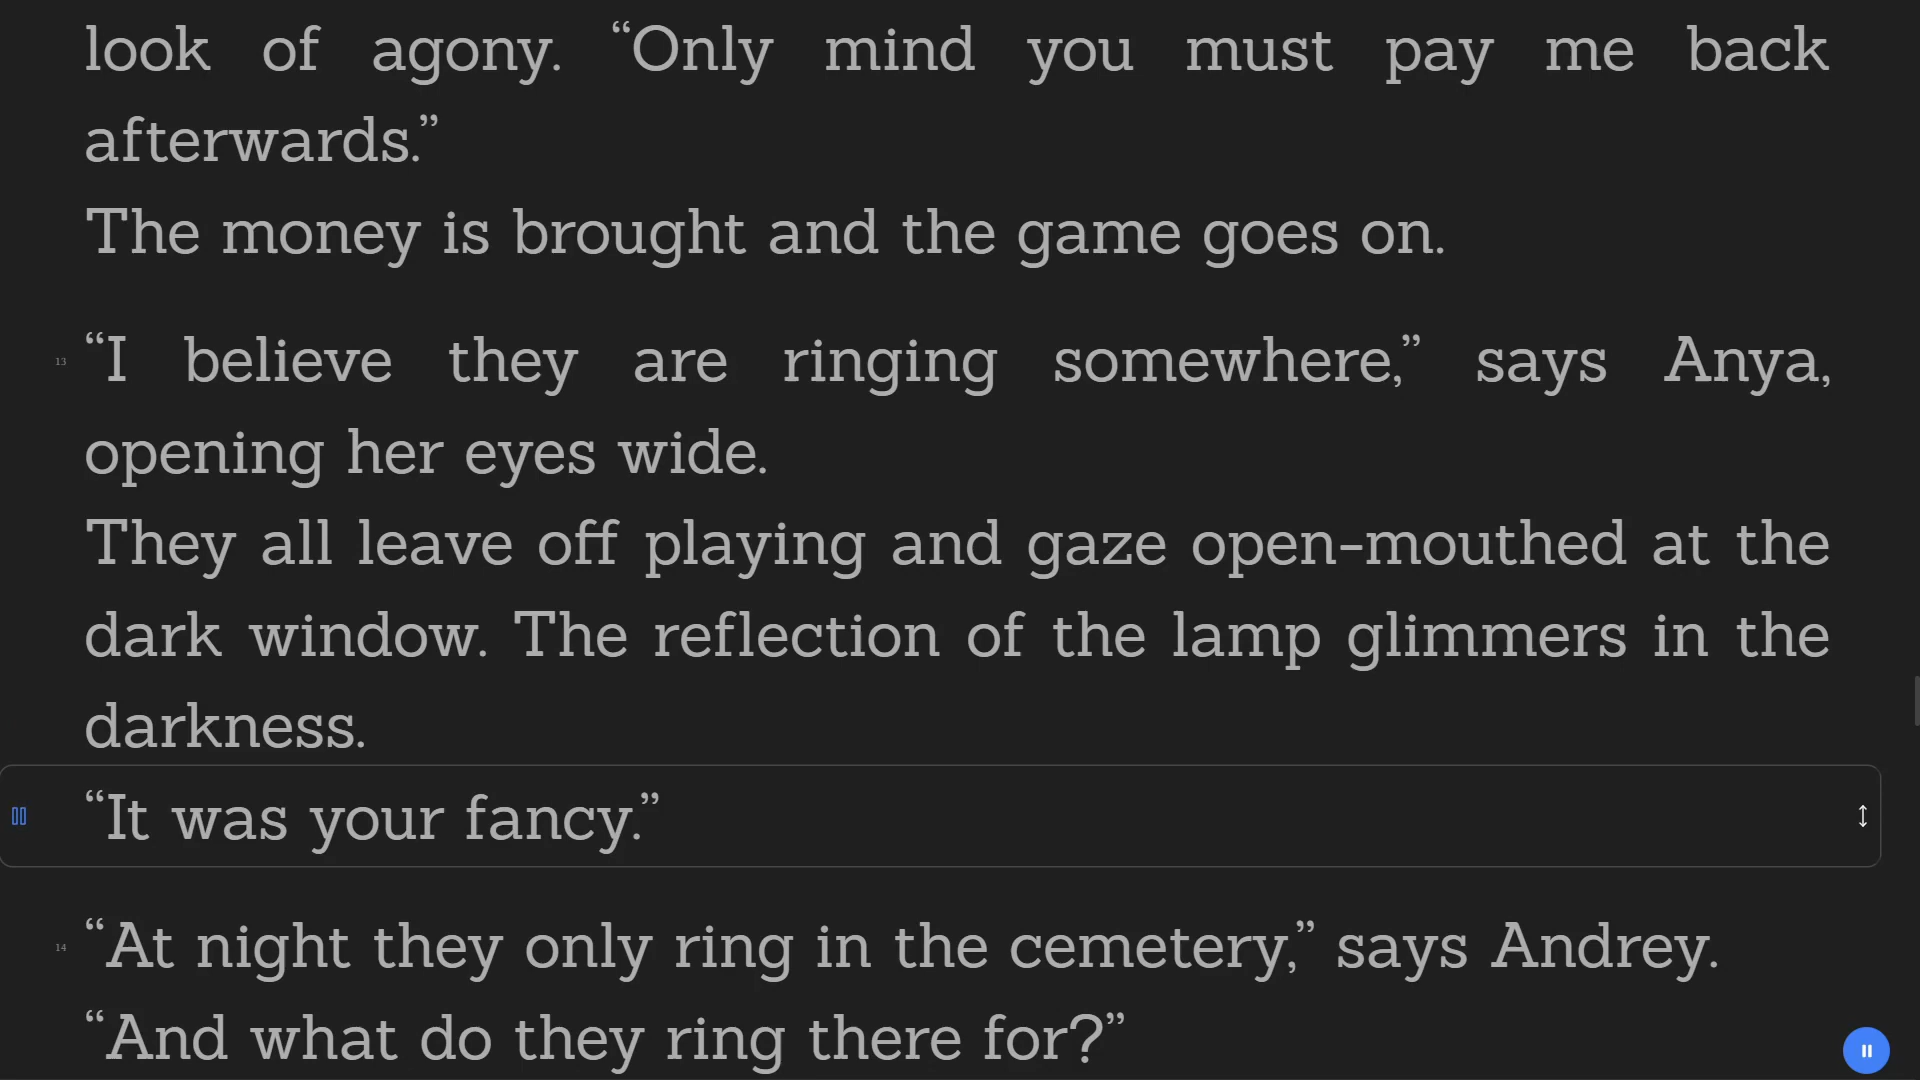 look of agony. “Only mind you must pay me back
afterwards.”
The money is brought and the game goes on.
13
“I believe they are ringing somewhere,” says Anya,
opening her eyes wide.
They all leave off playing and gaze open-mouthed at the
dark window. The reflection of the lamp glimmers in the
darkness.
“It was your fancy.”
14
“At night they only ring in the cemetery,” says Andrey.
“And what do they ring there for?”